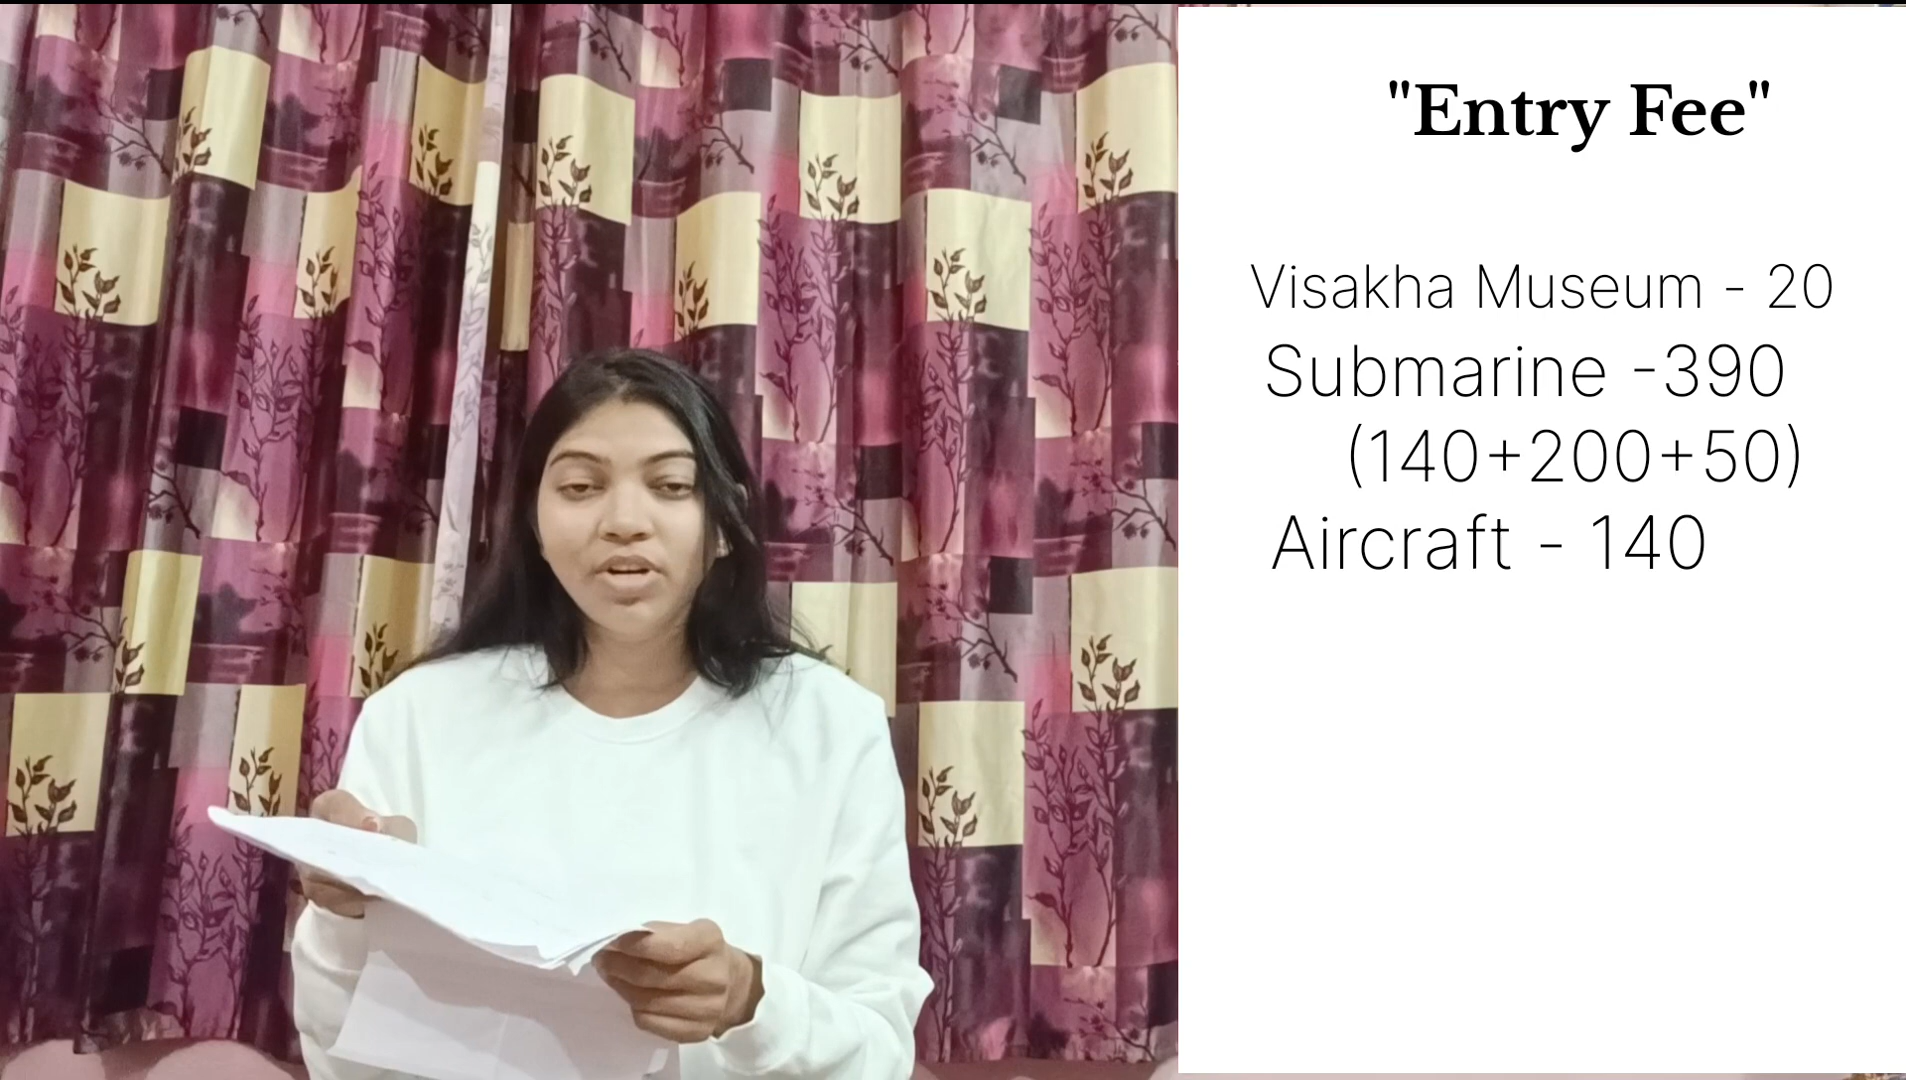 "Entry Fee"
Visakha Museum - 20
Submarine -390
(140+200+50)
Aircraft - 140